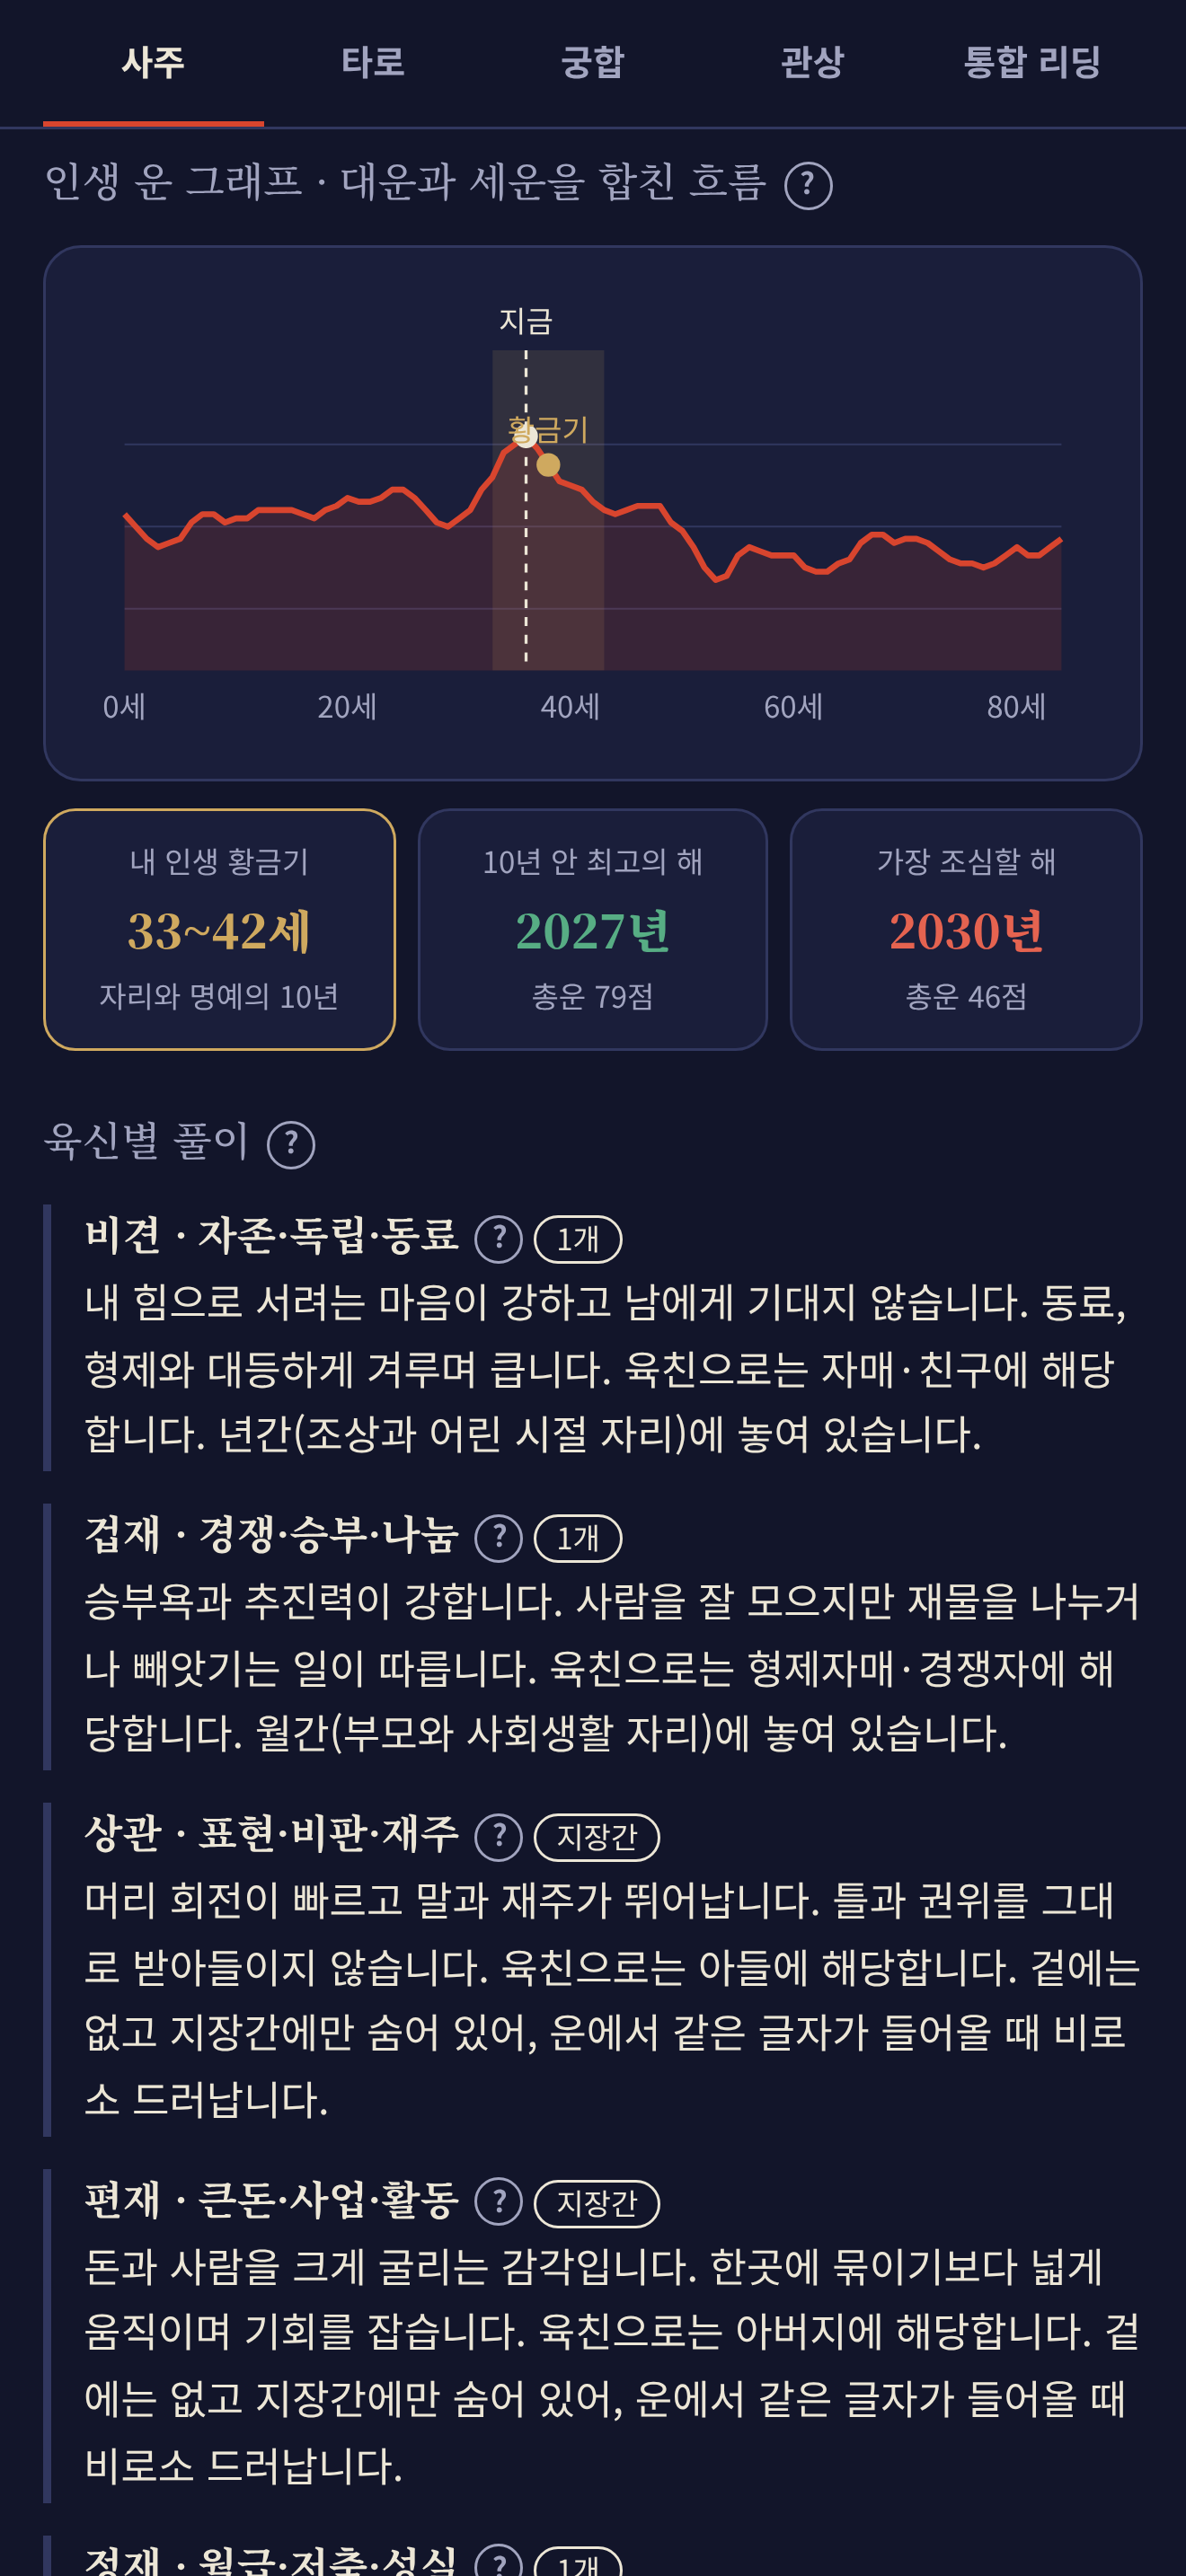 사주 타로 궁합 관상 통합 리딩
인생 운 그래프 · 대운과 세운을 합친 흐름 ?
지금
황금기
0세 20세 40세 60세 80세
내 인생 황금기
33~42세
자리와 명예의 10년
10년 안 최고의 해
2027년
총운 79점
가장 조심할 해
2030년
총운 46점
육신별 풀이 ?
비견 · 자존·독립·동료 ? 1개
내 힘으로 서려는 마음이 강하고 남에게 기대지 않습니다. 동료,
형제와 대등하게 겨루며 큽니다. 육친으로는 자매·친구에 해당
합니다. 년간(조상과 어린 시절 자리)에 놓여 있습니다.
겁재 · 경쟁·승부·나눔 ? 1개
승부욕과 추진력이 강합니다. 사람을 잘 모으지만 재물을 나누거
나 빼앗기는 일이 따릅니다. 육친으로는 형제자매·경쟁자에 해
당합니다. 월간(부모와 사회생활 자리)에 놓여 있습니다.
상관 · 표현·비판·재주 ? 지장간
머리 회전이 빠르고 말과 재주가 뛰어납니다. 틀과 권위를 그대
로 받아들이지 않습니다. 육친으로는 아들에 해당합니다. 겉에는
없고 지장간에만 숨어 있어, 운에서 같은 글자가 들어올 때 비로
소 드러납니다.
편재 · 큰돈·사업·활동 ? 지장간
돈과 사람을 크게 굴리는 감각입니다. 한곳에 묶이기보다 넓게
움직이며 기회를 잡습니다. 육친으로는 아버지에 해당합니다. 겉
에는 없고 지장간에만 숨어 있어, 운에서 같은 글자가 들어올 때
비로소 드러납니다.
정재 · 월급·저축·성실 ? 1개